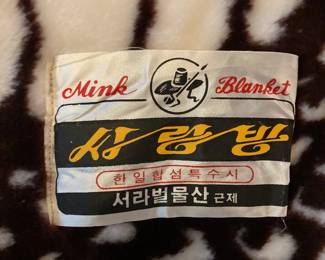 Mink Blanket
사랑방
한일합섬특수사
서라벌물산 근제